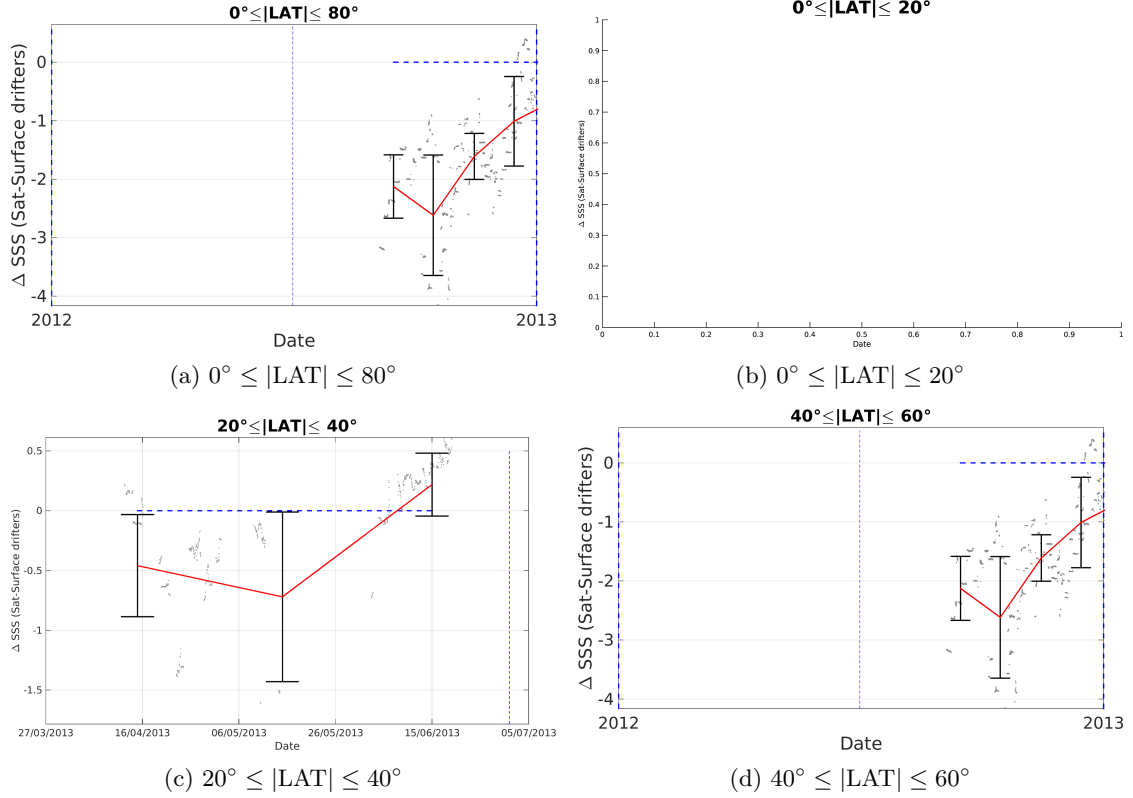 0°≤|LAT|≤ 80°
Δ SSS (Sat-Surface drifters)
0
-1
-2
-3
-4
2012
2013
Date
(a) 0° ≤ |LAT| ≤ 80°
0°≤|LAT|≤ 20°
Δ SSS (Sat-Surface drifters)
1
0.9
0.8
0.7
0.6
0.5
0.4
0.3
0.2
0.1
0
0 0.1 0.2 0.3 0.4 0.5 0.6 0.7 0.8 0.9 1
Date
(b) 0° ≤ |LAT| ≤ 20°
20°≤|LAT|≤ 40°
Δ SSS (Sat-Surface drifters)
0.5
0
-0.5
-1
-1.5
27/03/2013 16/04/2013 06/05/2013 26/05/2013 15/06/2013 05/07/2013
Date
(c) 20° ≤ |LAT| ≤ 40°
40°≤|LAT|≤ 60°
Δ SSS (Sat-Surface drifters)
0
-1
-2
-3
-4
2012
2013
Date
(d) 40° ≤ |LAT| ≤ 60°